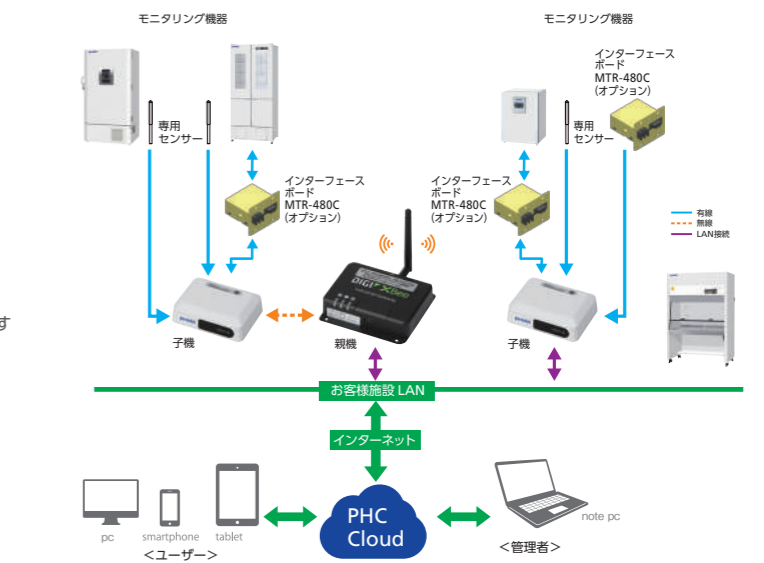 モニタリング機器
モニタリング機器
インターフェース
ボード
MTR-480C
(オプション)
専用
センサー
専用
センサー
インターフェース
ボード
MTR-480C
(オプション)
インターフェース
ボード
MTR-480C
(オプション)
有線
無線
LAN接続
DIGI XBee
す
子機
親機
子機
お客様施設 LAN
インターネット
PHC
Cloud
pc
smartphone
tablet
note pc
＜ユーザー＞
＜管理者＞